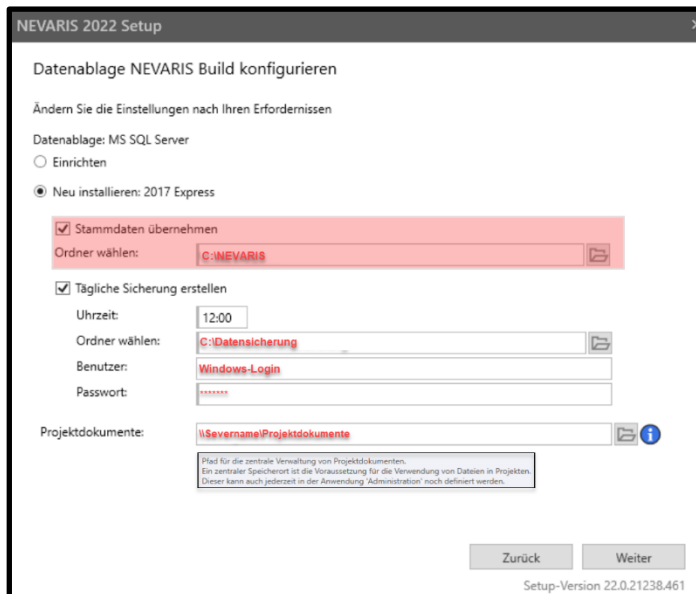 NEVARIS 2022 Setup
Datenablage NEVARIS Build konfigurieren
Ändern Sie die Einstellungen nach Ihren Erfordernissen
Datenablage: MS SQL Server
Einrichten
Neu installieren: 2017 Express
Stammdaten übernehmen
Ordner wählen: C:\NEVARIS
Tägliche Sicherung erstellen
Uhrzeit: 12:00
Ordner wählen: C:\Datensicherung
Benutzer: Windows-Login
Passwort: *******
Projektdokumente: \\Severname\Projektdokumente
Pfad für die zentrale Verwaltung von Projektdokumenten.
Ein zentraler Speicherort ist die Voraussetzung für die Verwendung von Dateien in Projekten.
Dieser kann auch jederzeit in der Anwendung 'Administration' noch definiert werden.
Zurück Weiter
Setup-Version 22.0.21238.461